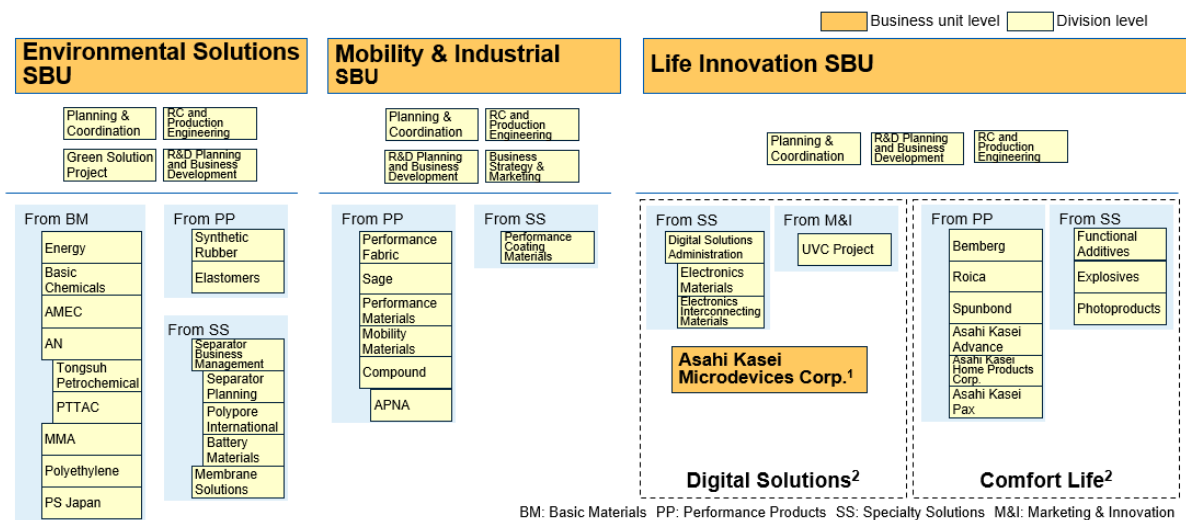 Business unit level
Division level
Environmental Solutions
SBU
Planning &
Coordination
RC and
Production
Engineering
Green Solution
Project
R&D Planning
and Business
Development
From BM
Energy
Basic
Chemicals
AMEC
AN
Tongsuh
Petrochemical
PTTAC
MMA
Polyethylene
PS Japan
From PP
Synthetic
Rubber
Elastomers
From SS
Separator
Business
Management
Separator
Planning
Polypore
International
Battery
Materials
Membrane
Solutions
Mobility & Industrial
SBU
Planning &
Coordination
RC and
Production
Engineering
R&D Planning
and Business
Development
Business
Strategy &
Marketing
From PP
Performance
Fabric
Sage
Performance
Materials
Mobility
Materials
Compound
APNA
From SS
Performance
Coating
Materials
Life Innovation SBU
Planning &
Coordination
R&D Planning
and Business
Development
RC and
Production
Engineering
From SS
Digital Solutions
Administration
Electronics
Materials
Electronics
Interconnecting
Materials
From M&I
UVC Project
Asahi Kasei
Microdevices Corp.¹
Digital Solutions²
From PP
Bemberg
Roica
Spunbond
Asahi Kasei
Advance
Asahi Kasei
Home Products
Corp.
Asahi Kasei
Pax
From SS
Functional
Additives
Explosives
Photoproducts
Comfort Life²
BM: Basic Materials PP: Performance Products SS: Specialty Solutions M&I: Marketing & Innovation